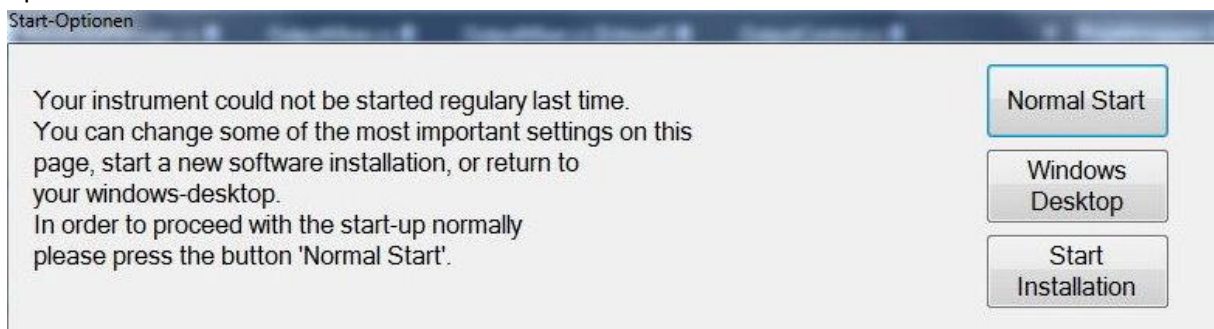 Start-Optionen
Your instrument could not be started regulary last time.
You can change some of the most important settings on this
page, start a new software installation, or return to
your windows-desktop.
In order to proceed with the start-up normally
please press the button 'Normal Start'.
Normal Start
Windows
Desktop
Start
Installation